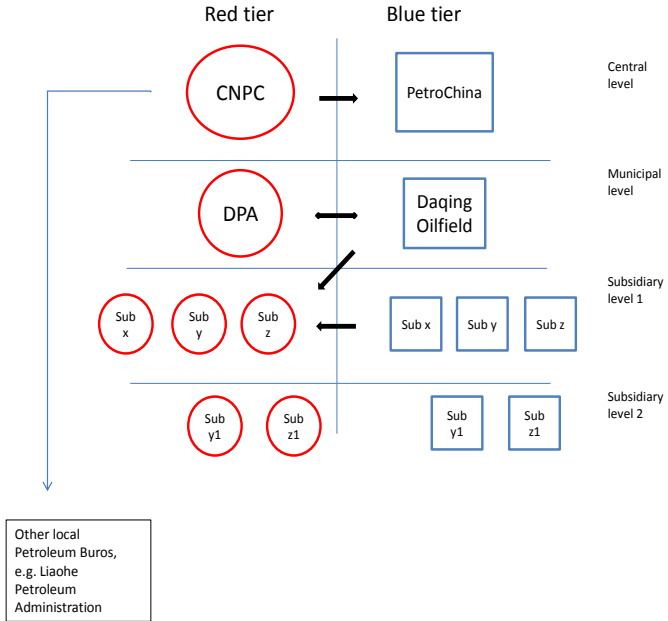 Red tier
Blue tier
CNPC
PetroChina
Central
level
DPA
Daqing
Oilfield
Municipal
level
Sub
x
Sub
y
Sub
z
Sub x
Sub y
Sub z
Subsidiary
level 1
Sub
y1
Sub
z1
Sub
y1
Sub
z1
Subsidiary
level 2
Other local
Petroleum Buros,
e.g. Liaohe
Petroleum
Administration